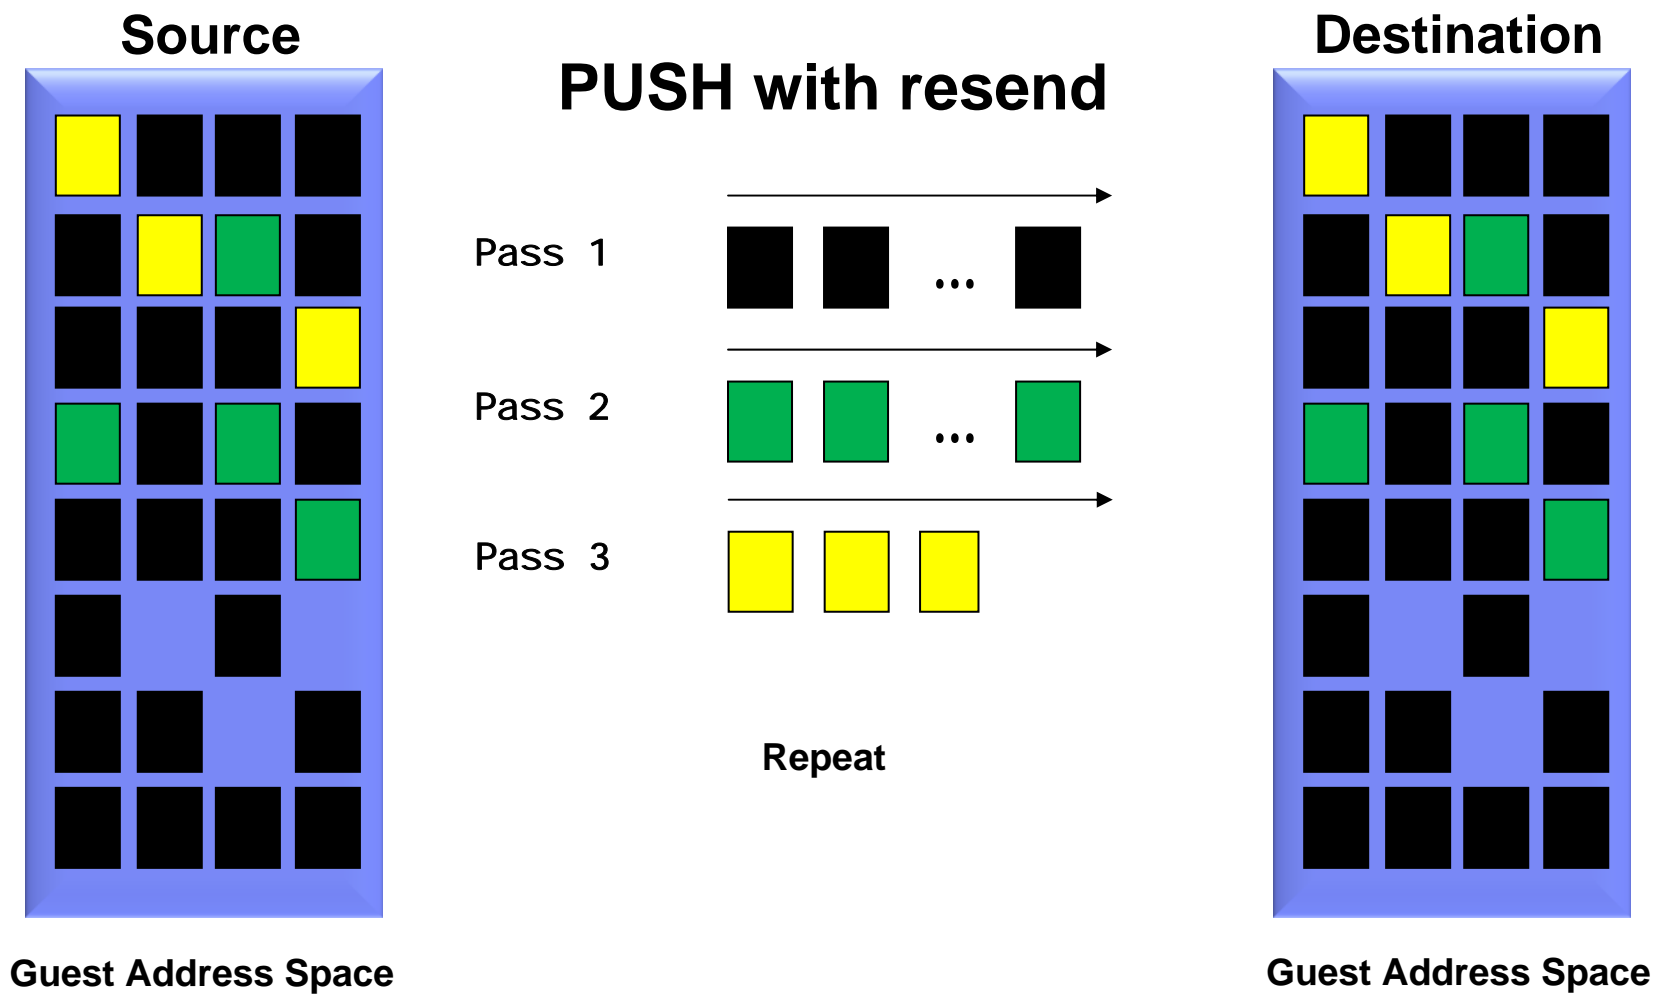 Source
Destination
PUSH with resend
Pass 1
...
Pass 2
...
Pass 3
Repeat
Guest Address Space
Guest Address Space